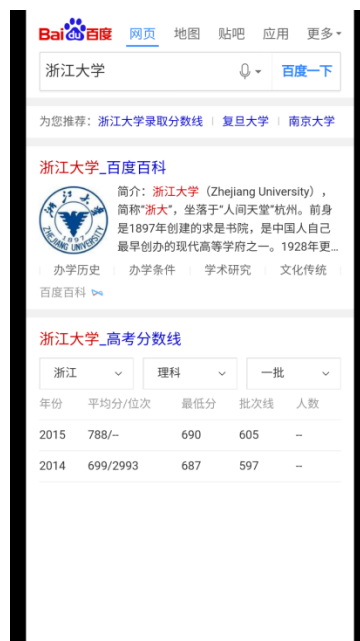 Bai du 百度 网页 地图 贴吧 应用 更多
浙江大学 百度一下
为您推荐: 浙江大学录取分数线 复旦大学 南京大学
浙江大学_百度百科
简介: 浙江大学 (Zhejiang University),
简称"浙大", 坐落于"人间天堂"杭州。前身
是1897年创建的求是书院, 是中国人自己
最早创办的现代高等学府之一。1928年更...
浙江大学
1897
ZHEJIANG UNIVERSITY
办学历史 办学条件 学术研究 文化传统
百度百科
浙江大学_高考分数线
浙江 理科 一批
年份 平均分/位次 最低分 批次线 人数
2015 788/-- 690 605 --
2014 699/2993 687 597 --